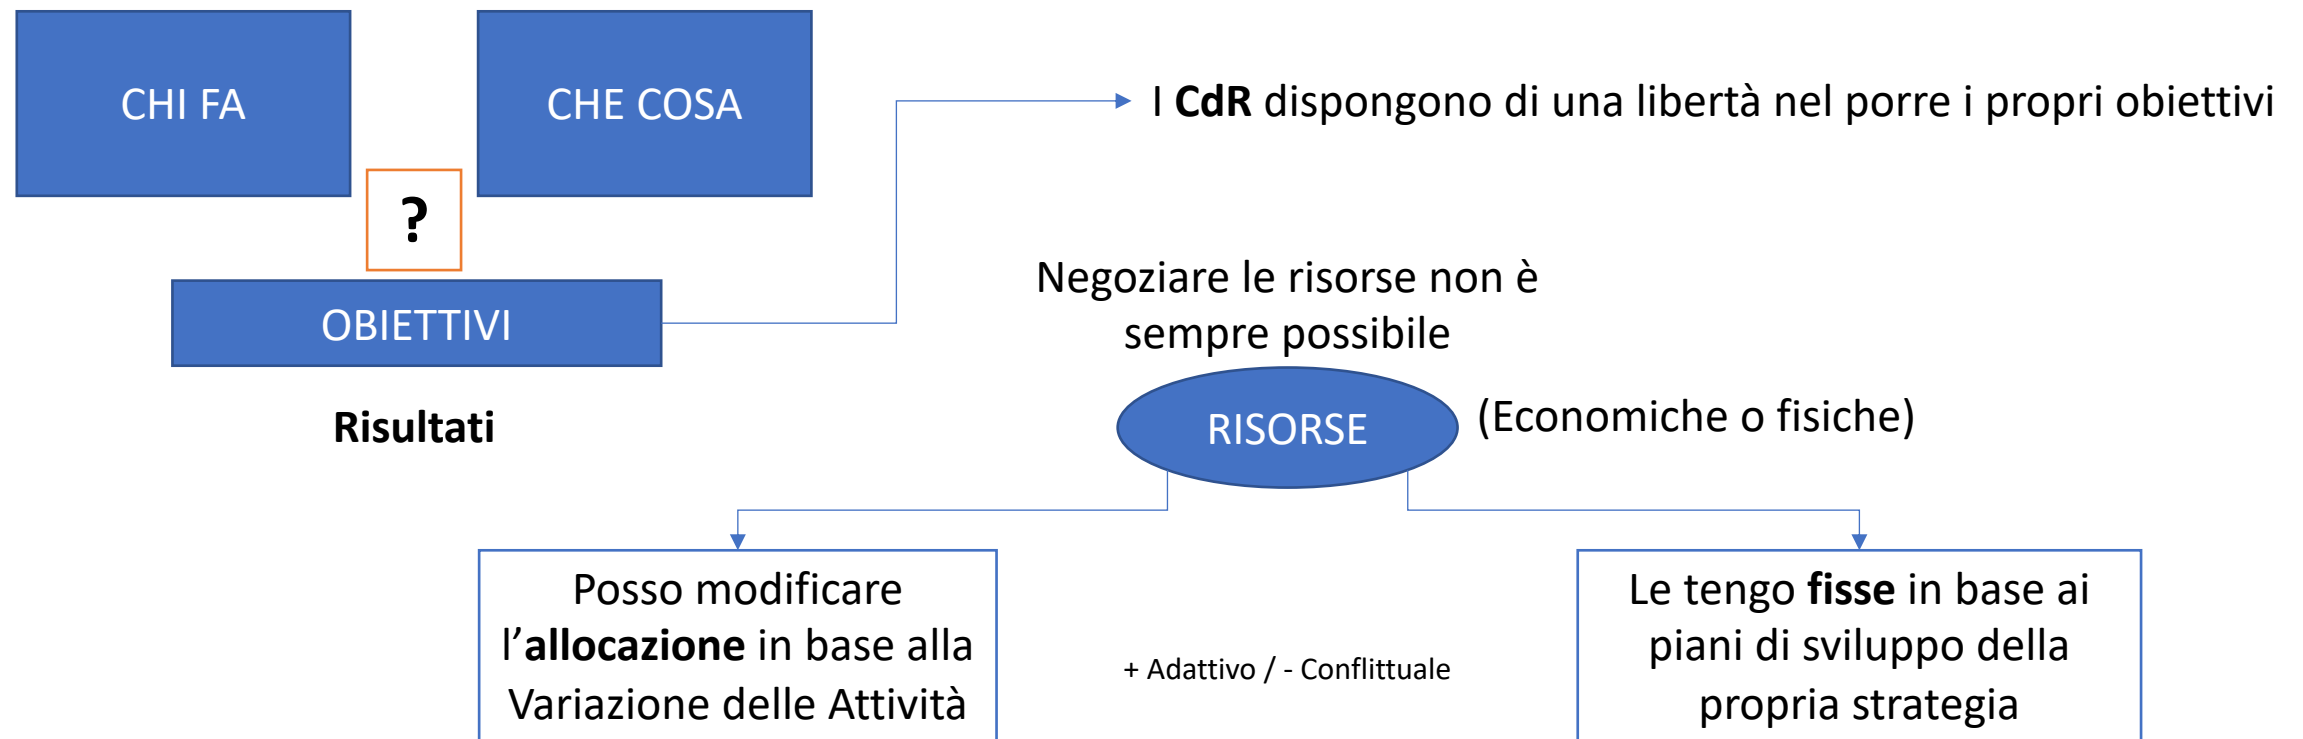 CHI FA
CHE COSA
I CdR dispongono di una libertà nel porre i propri obiettivi
?
OBIETTIVI
Negoziare le risorse non è
sempre possibile
Risultati
RISORSE
(Economiche o fisiche)
Posso modificare
l’allocazione in base alla
Variazione delle Attività
+ Adattivo / - Conflittuale
Le tengo fisse in base ai
piani di sviluppo della
propria strategia